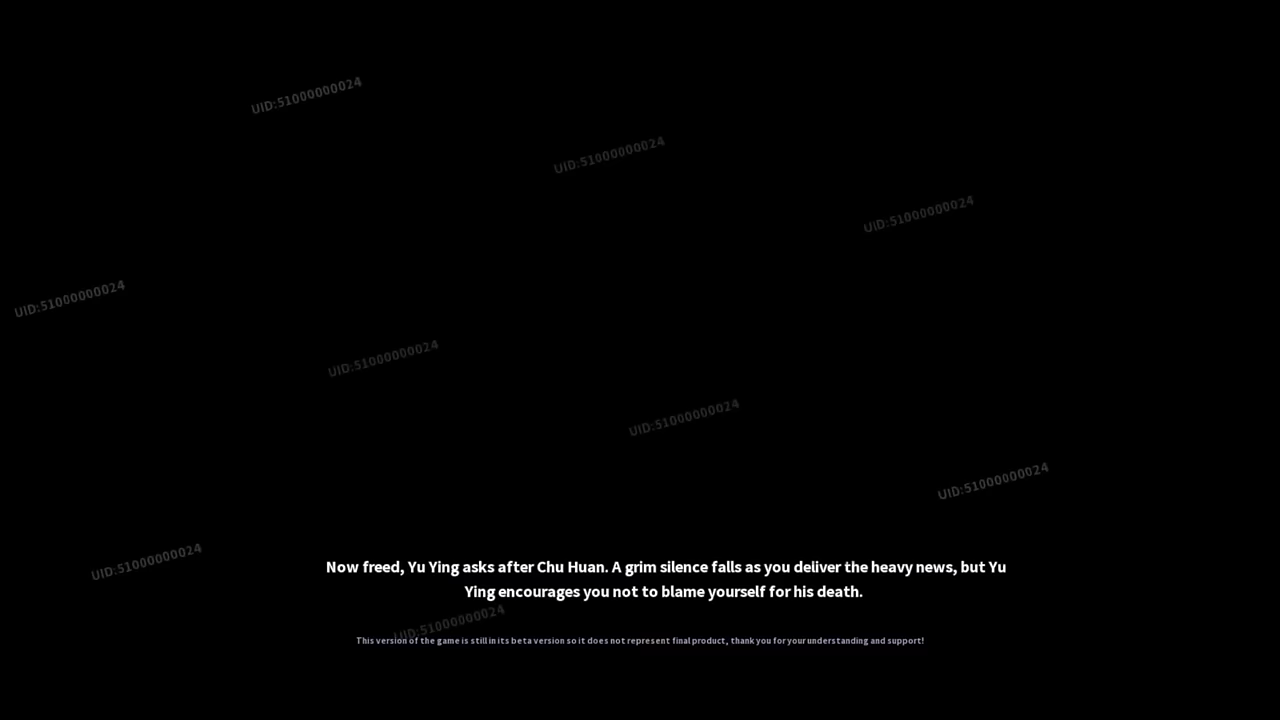 UID:51000000024
UID:51000000024
UID:51000000024
UID:51000000024
UID:51000000024
UID:51000000024
UID:51000000024
UID:51000000024
Now freed, Yu Ying asks after Chu Huan. A grim silence falls as you deliver the heavy news, but Yu
Ying encourages you not to blame yourself for his death.
UID:51000000024
This version of the game is still in its beta version so it does not represent final product, thank you for your understanding and support!